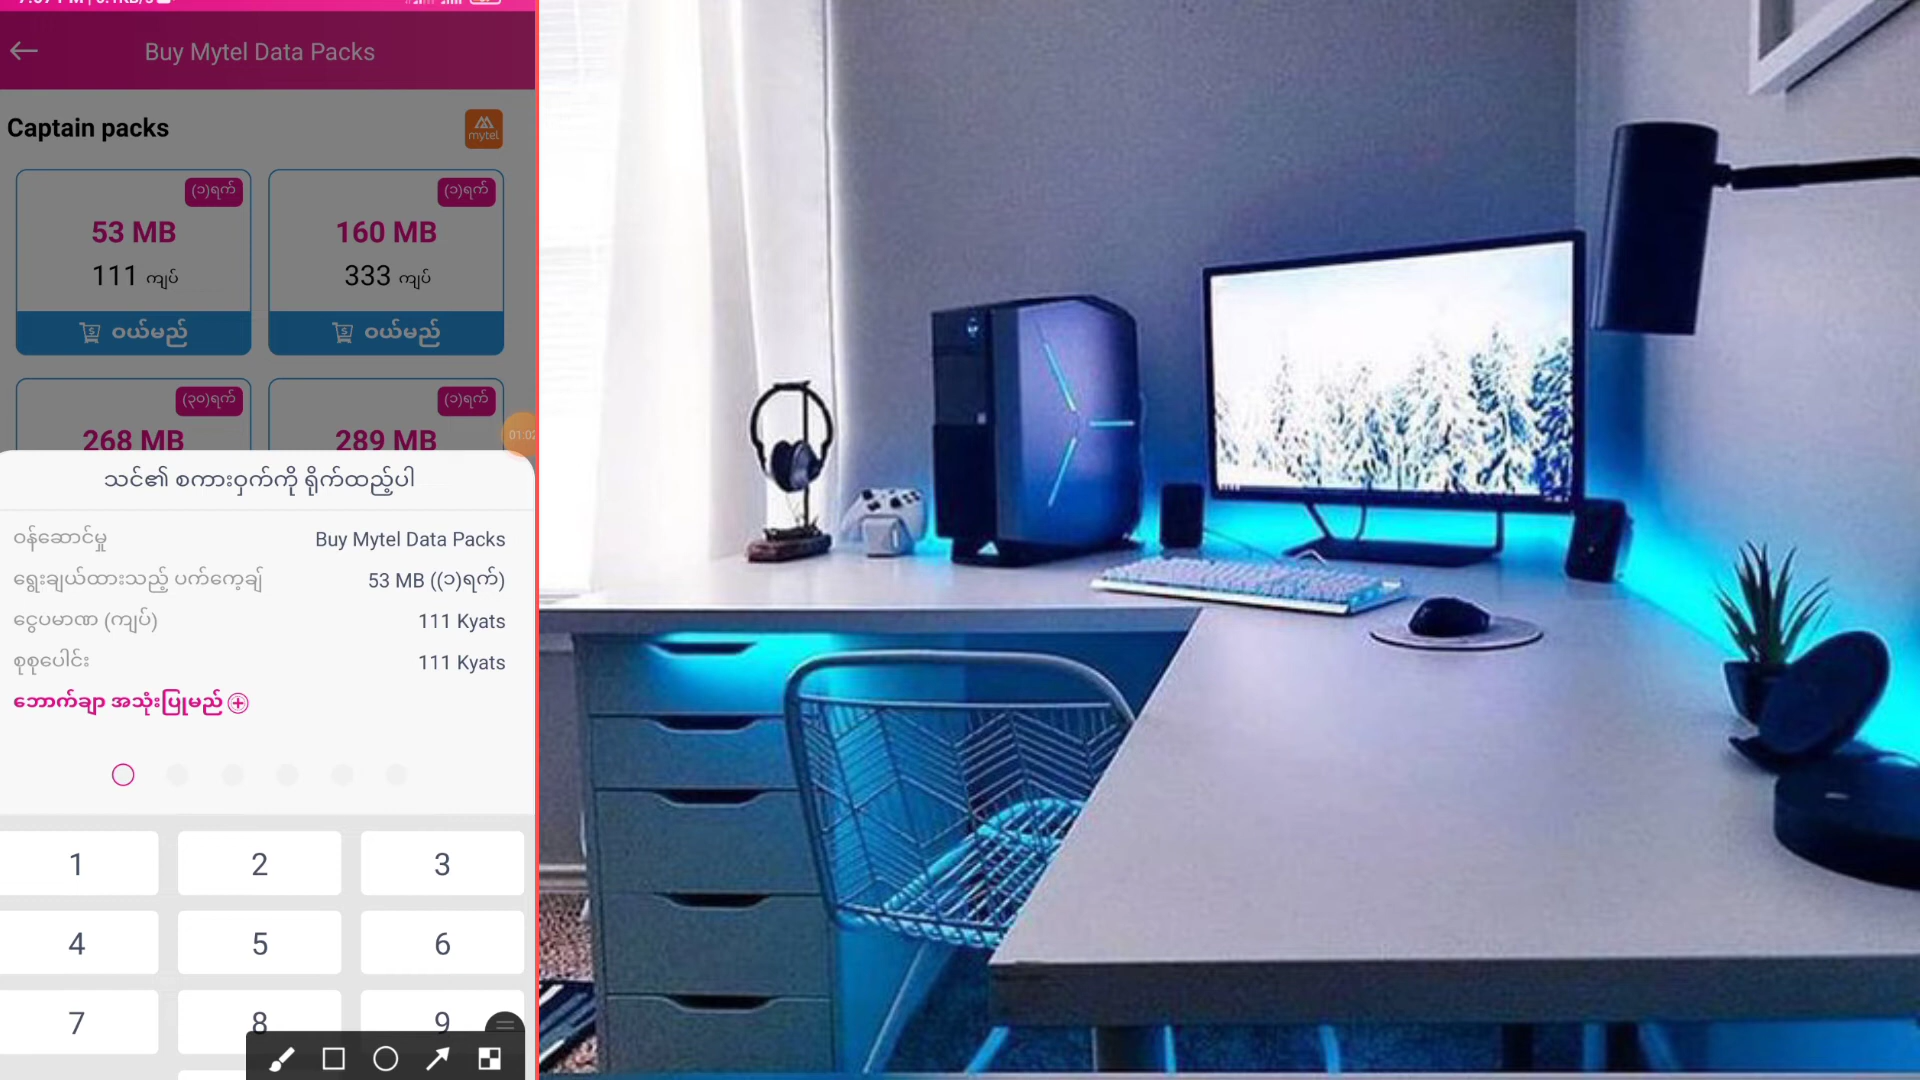 Buy Mytel Data Packs
Captain packs
mytel
(၁)ရက်
53 MB
111 ကျပ်
ဝယ်မည်
(၁)ရက်
160 MB
333 ကျပ်
ဝယ်မည်
(၃၀)ရက်
268 MB
(၁)ရက်
289 MB
01:02
သင်၏ စကားဝှက်ကို ရိုက်ထည့်ပါ
ဝန်ဆောင်မှု Buy Mytel Data Packs
ရွေးချယ်ထားသည့် ပက်ကေ့ချ် 53 MB ((၁)ရက်)
ငွေပမာဏ (ကျပ်) 111 Kyats
စုစုပေါင်း 111 Kyats
ဘောက်ချာ အသုံးပြုမည်
1 2 3
4 5 6
7 8 9